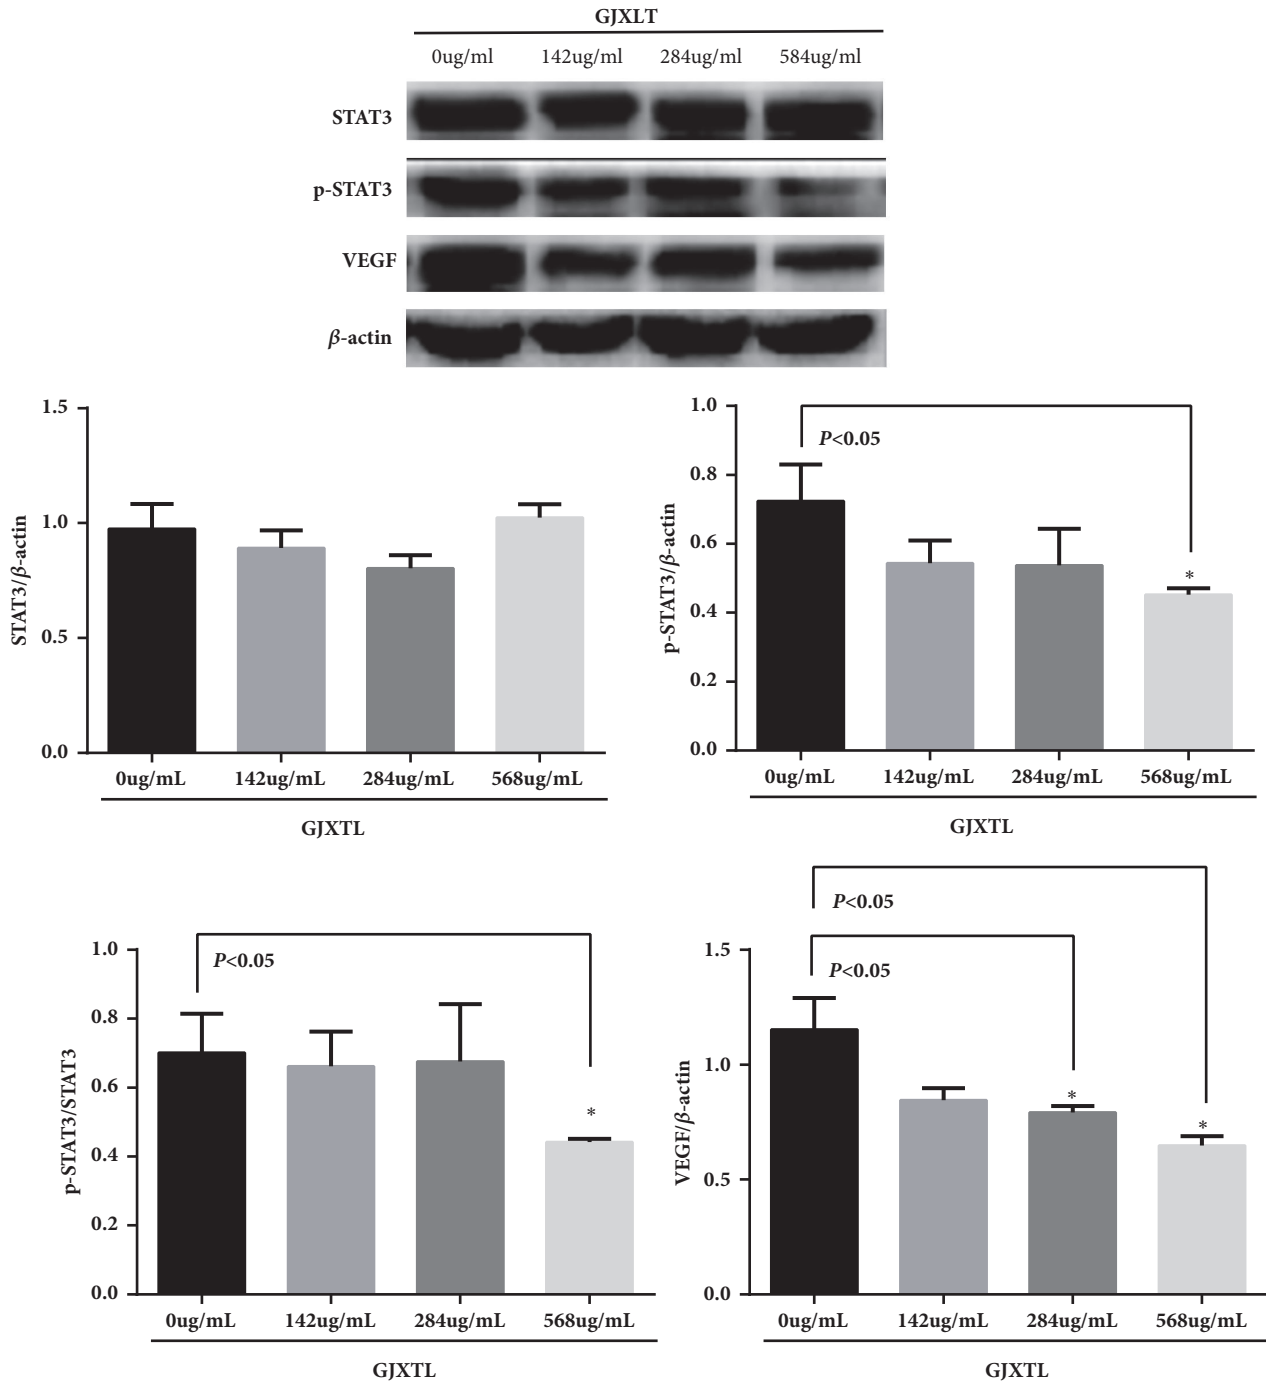 GJXLT
0ug/ml 142ug/ml 284ug/ml 584ug/ml
STAT3
p-STAT3
VEGF
β-actin
1.5
1.0
0.5
0.0
STAT3/β-actin
0ug/mL 142ug/mL 284ug/mL 568ug/mL
GJXTL
1.0
0.8
0.6
0.4
0.2
0.0
p-STAT3/β-actin
P<0.05
*
0ug/mL 142ug/mL 284ug/mL 568ug/mL
GJXTL
1.0
0.8
0.6
0.4
0.2
0.0
p-STAT3/STAT3
P<0.05
*
0ug/mL 142ug/mL 284ug/mL 568ug/mL
GJXTL
1.5
1.0
0.5
0.0
VEGF/β-actin
P<0.05
P<0.05
*
*
0ug/mL 142ug/mL 284ug/mL 568ug/mL
GJXTL